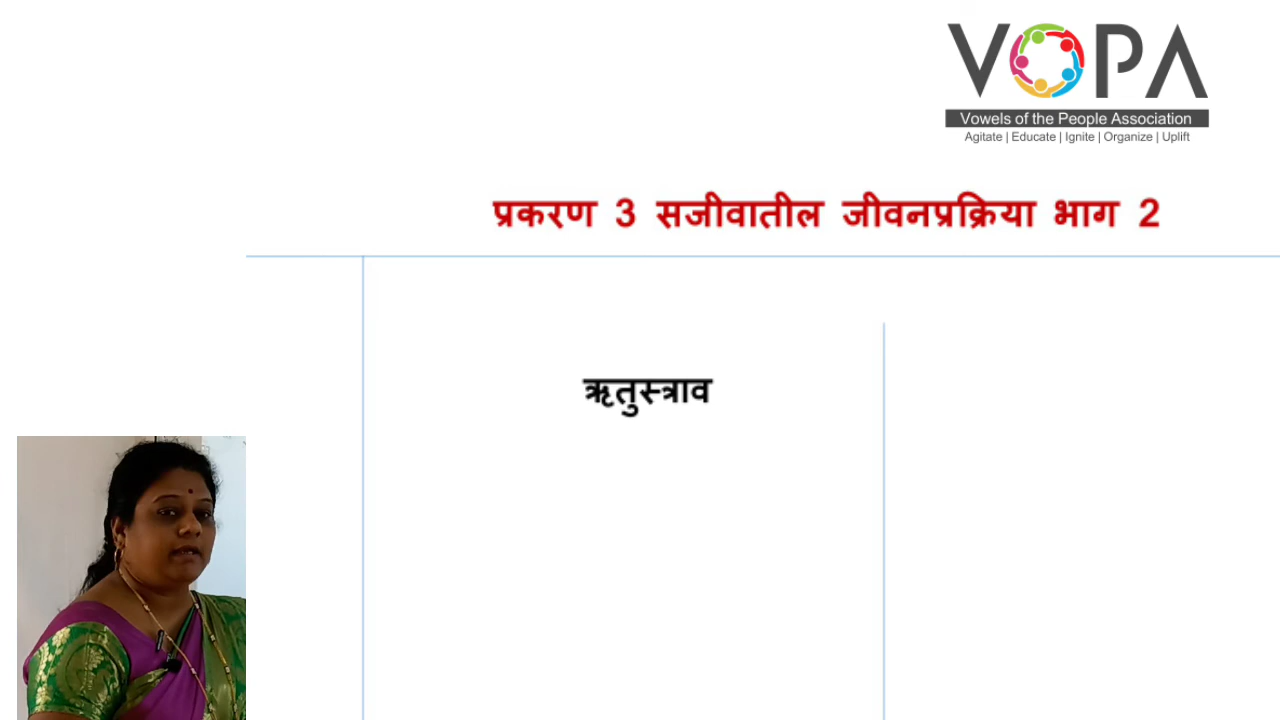 VOPA
Vowels of the People Association
Agitate | Educate | Ignite | Organize | Uplift
प्रकरण 3 सजीवातील जीवनप्रक्रिया भाग 2
ऋतुस्त्राव